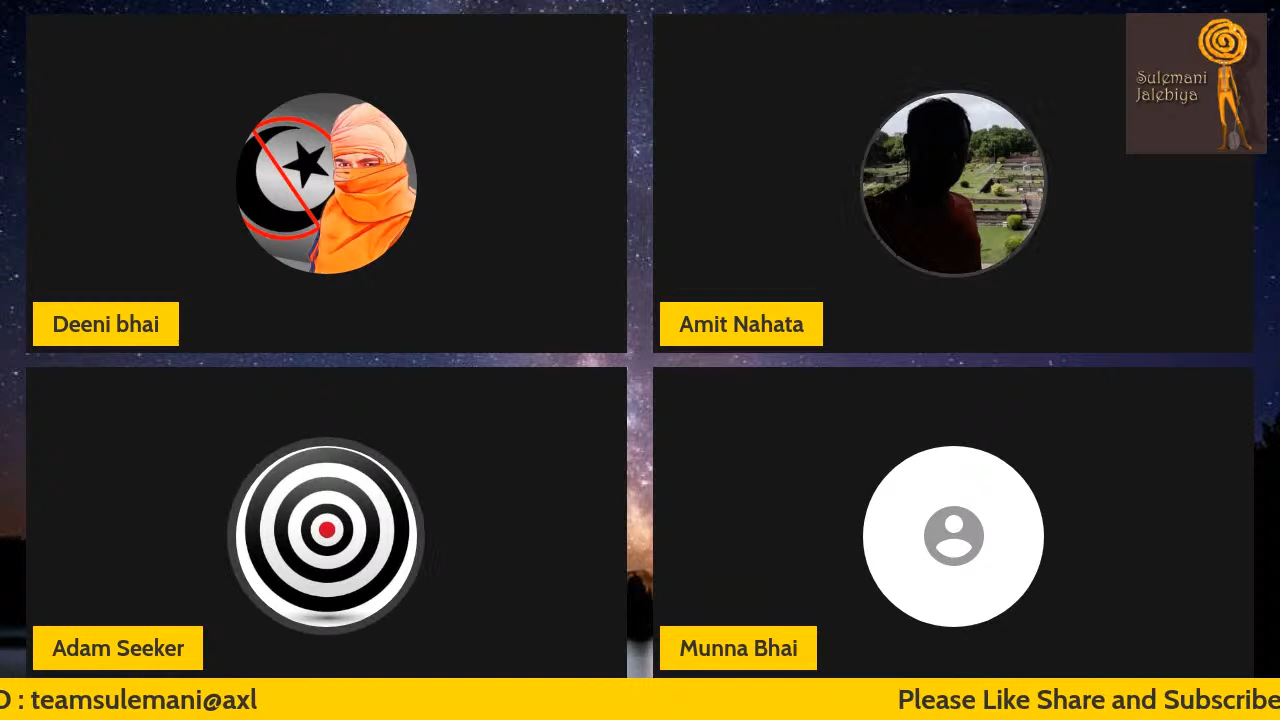 Sulemani
Jalebiya
Deeni bhai
Amit Nahata
Adam Seeker
Munna Bhai
D : teamsulemani@axl
Please Like Share and Subscribe